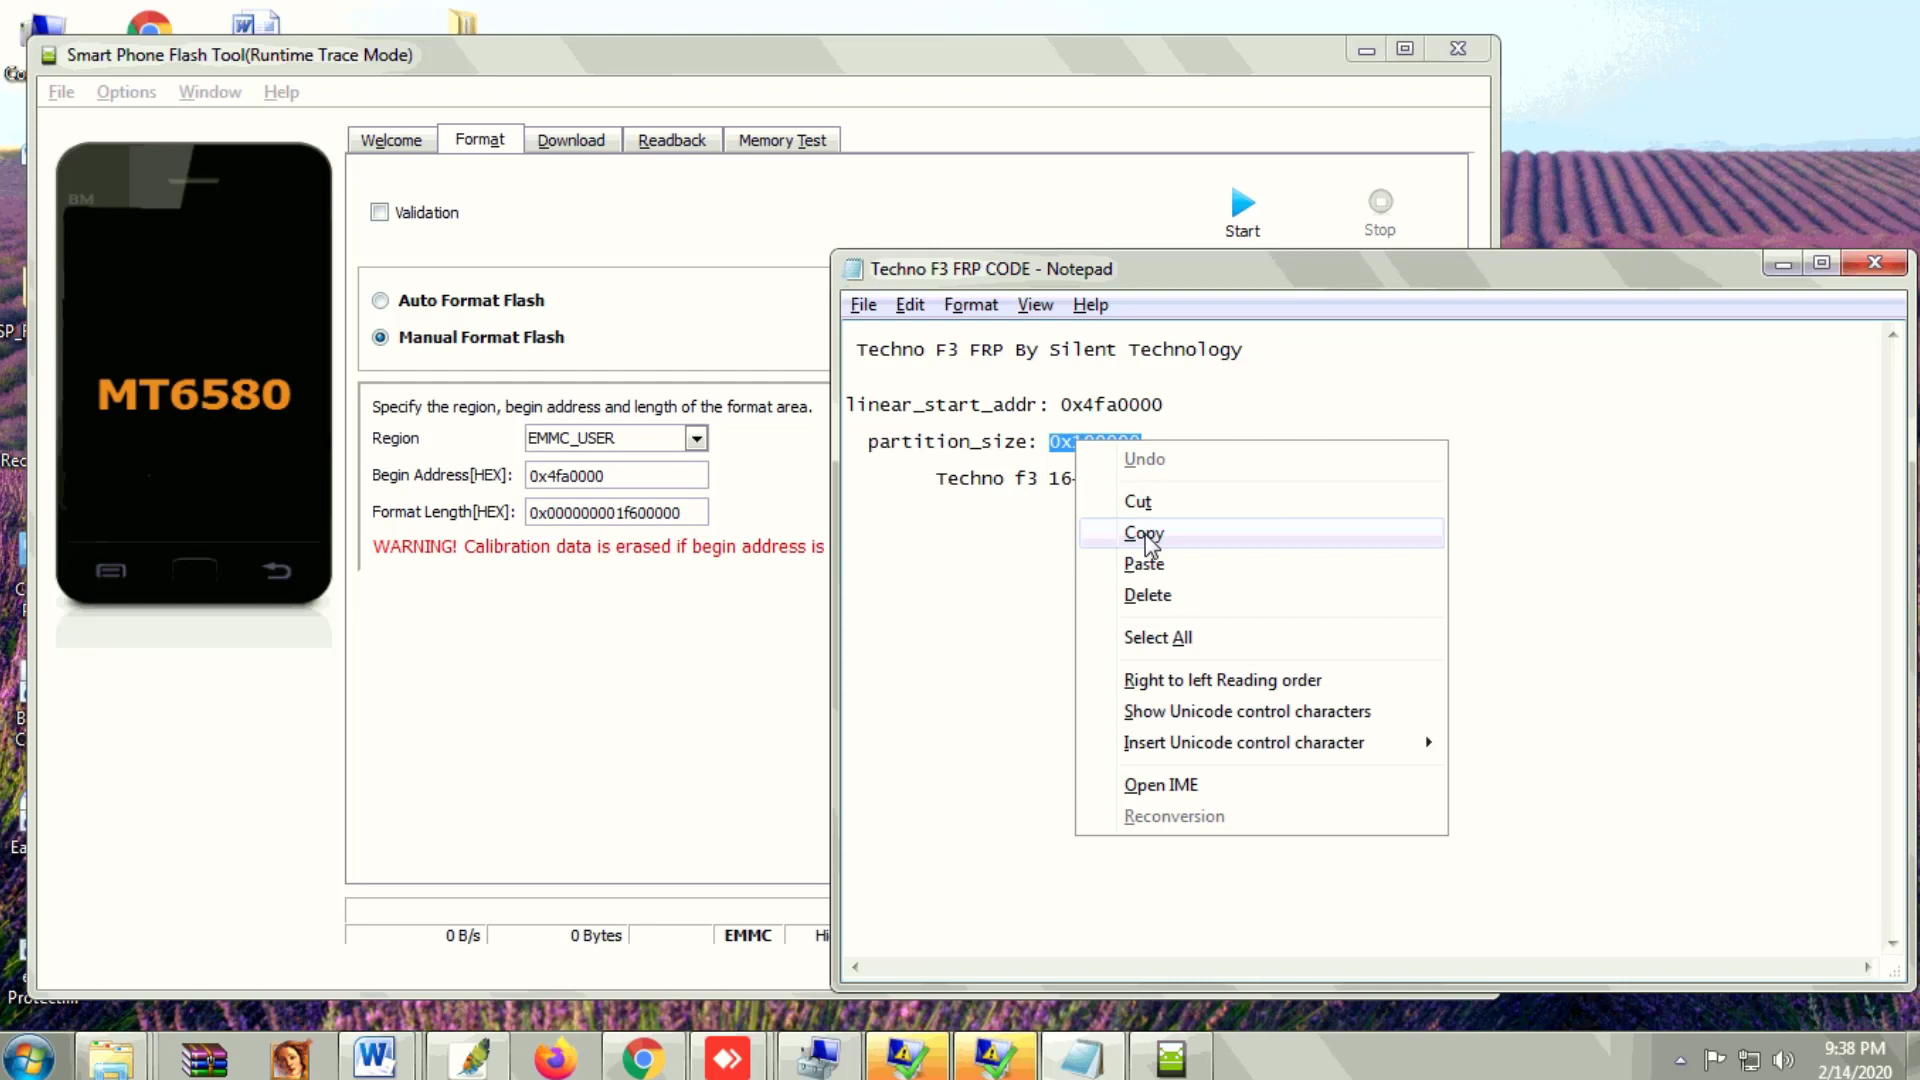 Smart Phone Flash Tool(Runtime Trace Mode)
File Options Window Help
Welcome Format Download Readback Memory Test
BM
MT6580
Validation
Start
Stop
Auto Format Flash
Manual Format Flash
Specify the region, begin address and length of the format area.
Region EMMC_USER
Begin Address[HEX]: 0x4fa0000
Format Length[HEX]: 0x000000001f600000
WARNING! Calibration data is erased if begin address is
0 B/s 0 Bytes EMMC Hi
Techno F3 FRP CODE - Notepad
File Edit Format View Help
Techno F3 FRP By Silent Technology
linear_start_addr: 0x4fa0000
partition_size: 0x100000
Techno f3 16
Undo
Cut
Copy
Paste
Delete
Select All
Right to left Reading order
Show Unicode control characters
Insert Unicode control character
Open IME
Reconversion
9:38 PM
2/14/2020